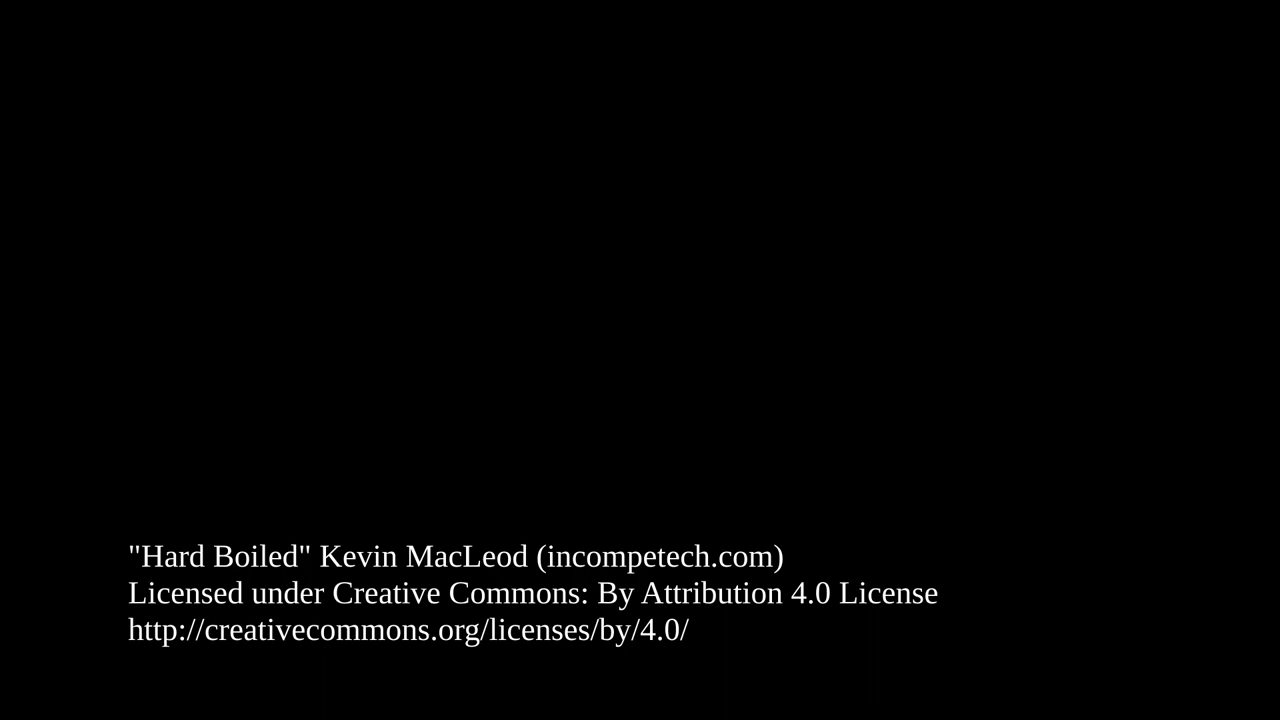 "Hard Boiled" Kevin MacLeod (incompetech.com)
Licensed under Creative Commons: By Attribution 4.0 License
http://creativecommons.org/licenses/by/4.0/